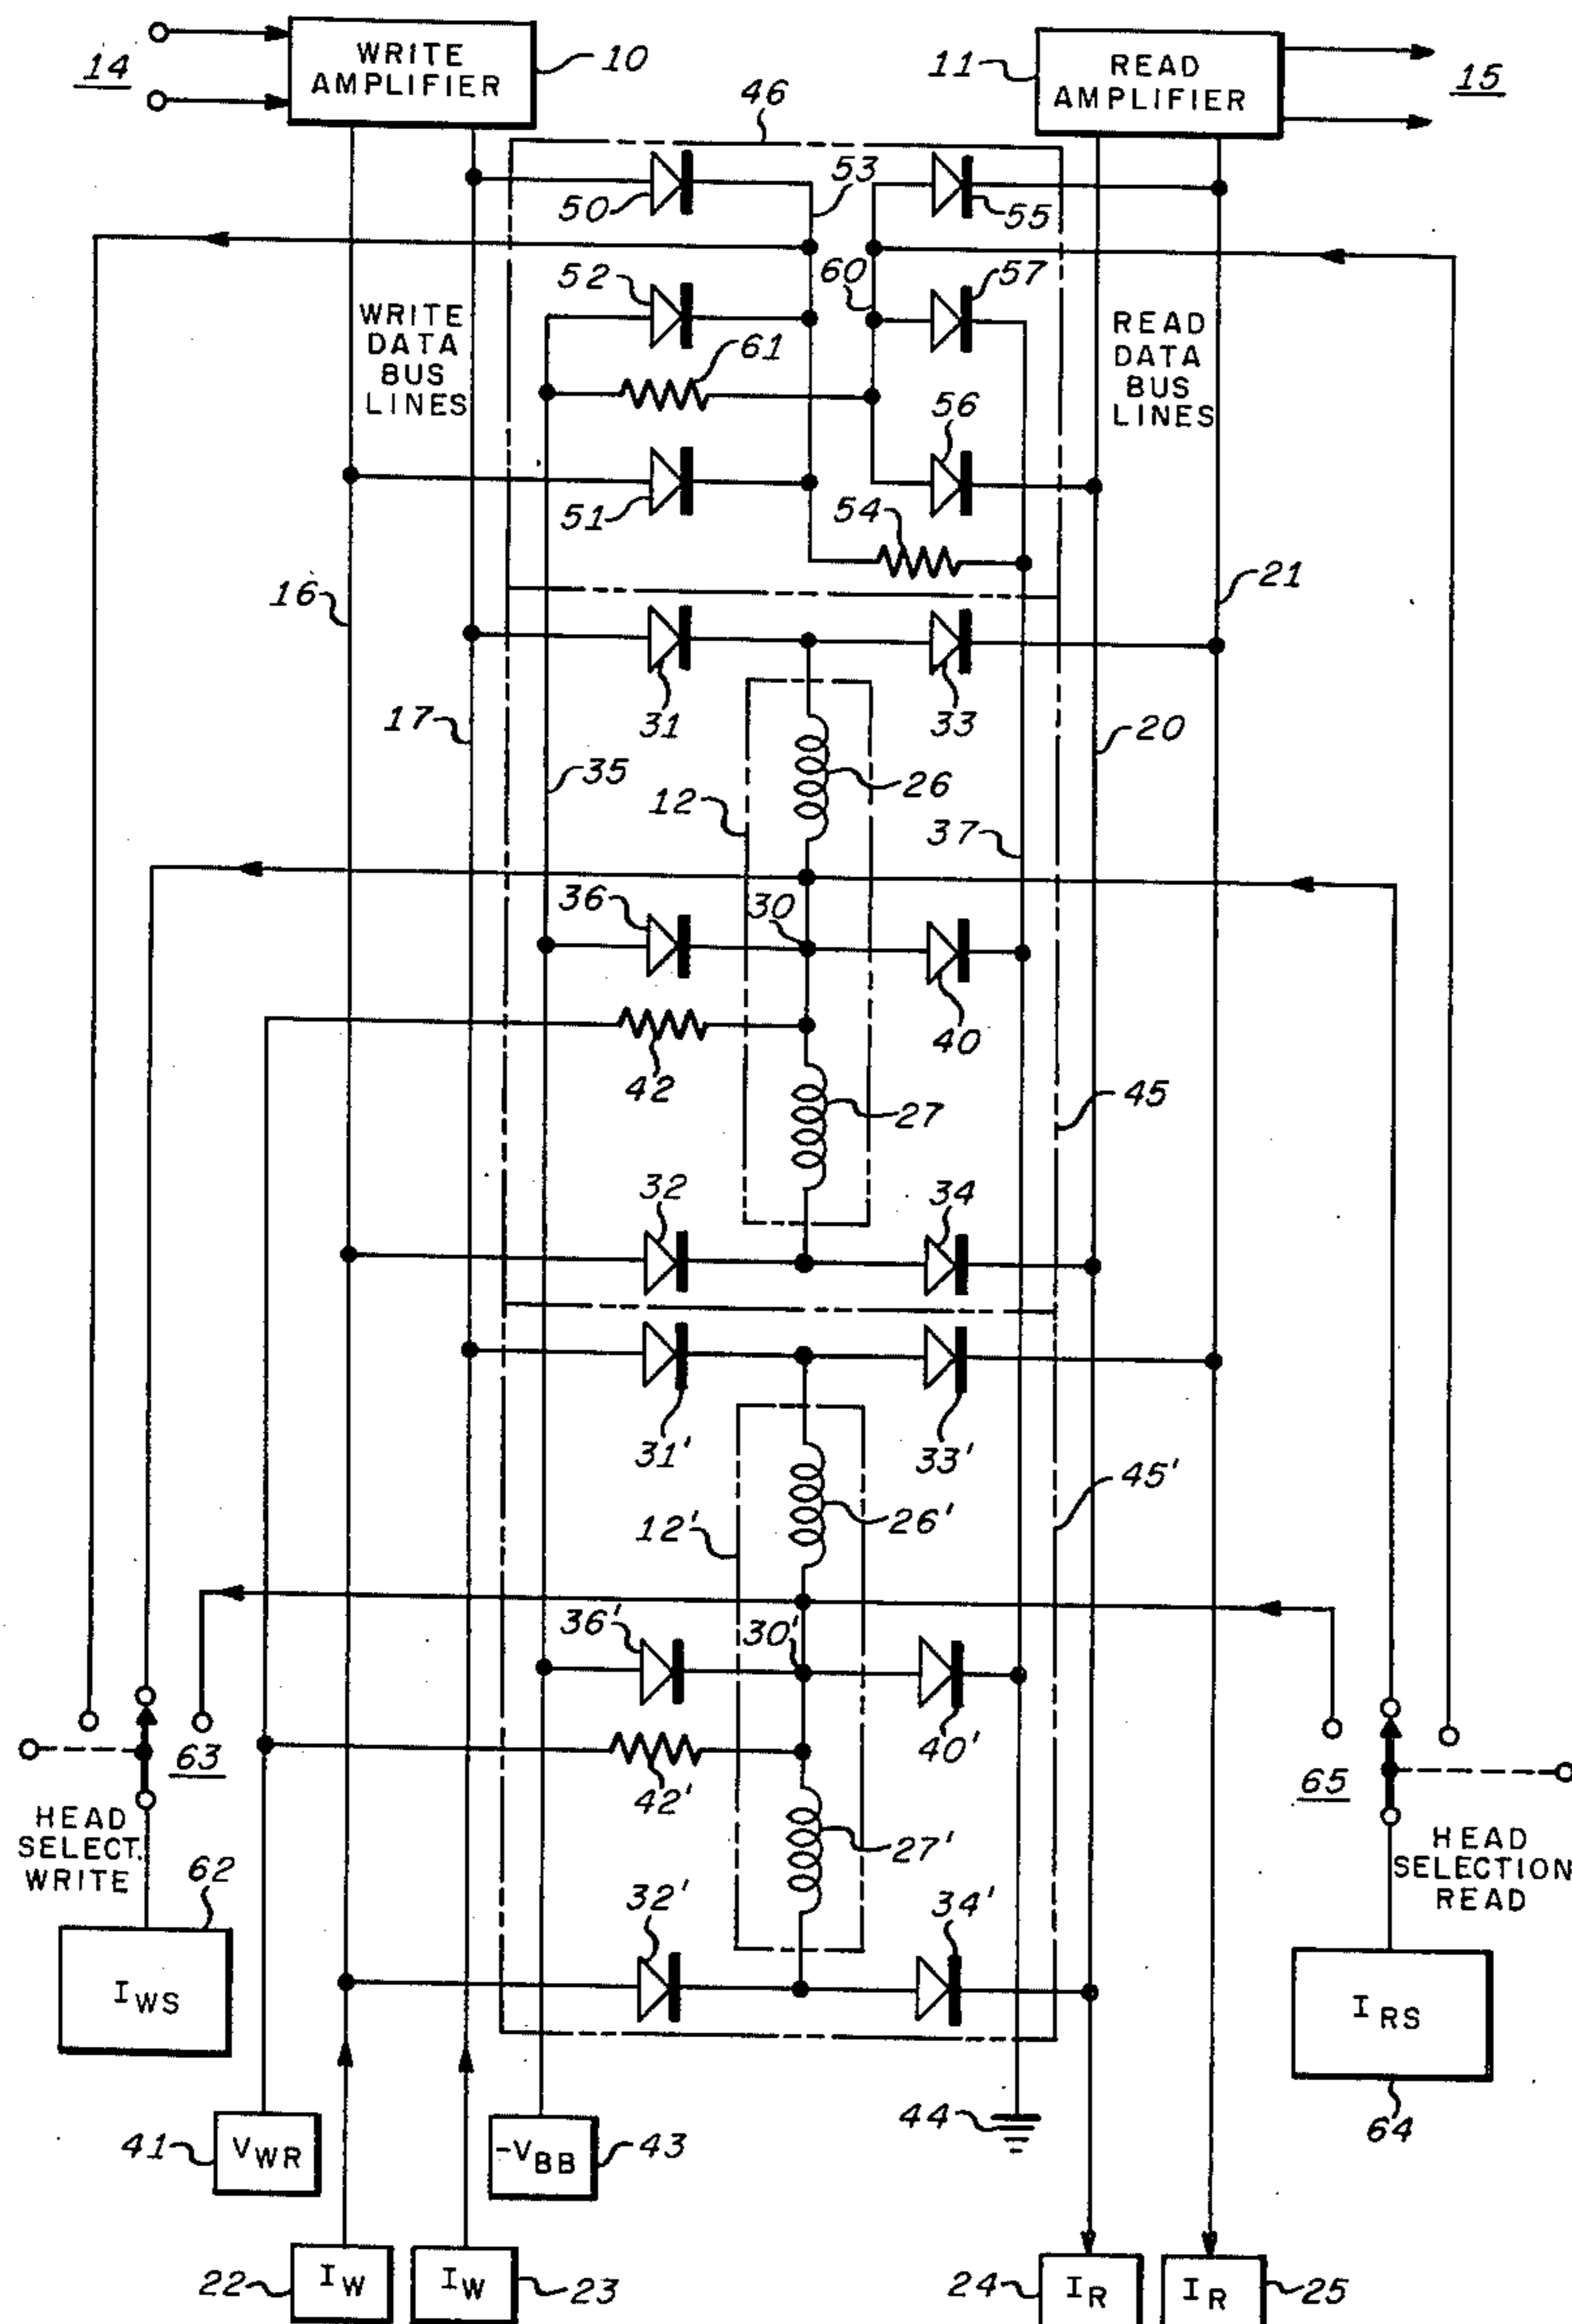 14
WRITE
AMPLIFIER
10
46
11
READ
AMPLIFIER
15
53
50
55
52
60
57
WRITE
DATA
BUS
LINES
61
READ
DATA
BUS
LINES
56
51
54
16
21
31
33
17
20
35
26
12
37
36
30
40
42
27
45
32
34
31'
33'
45'
26'
12'
36'
30'
40'
63
42'
65
HEAD
SELECT.
WRITE
27'
HEAD
SELECTION
READ
62
32'
34'
IWS
IRS
44
64
41
VWR
-VBB
43
22
IW
IW
23
24
IR
IR
25